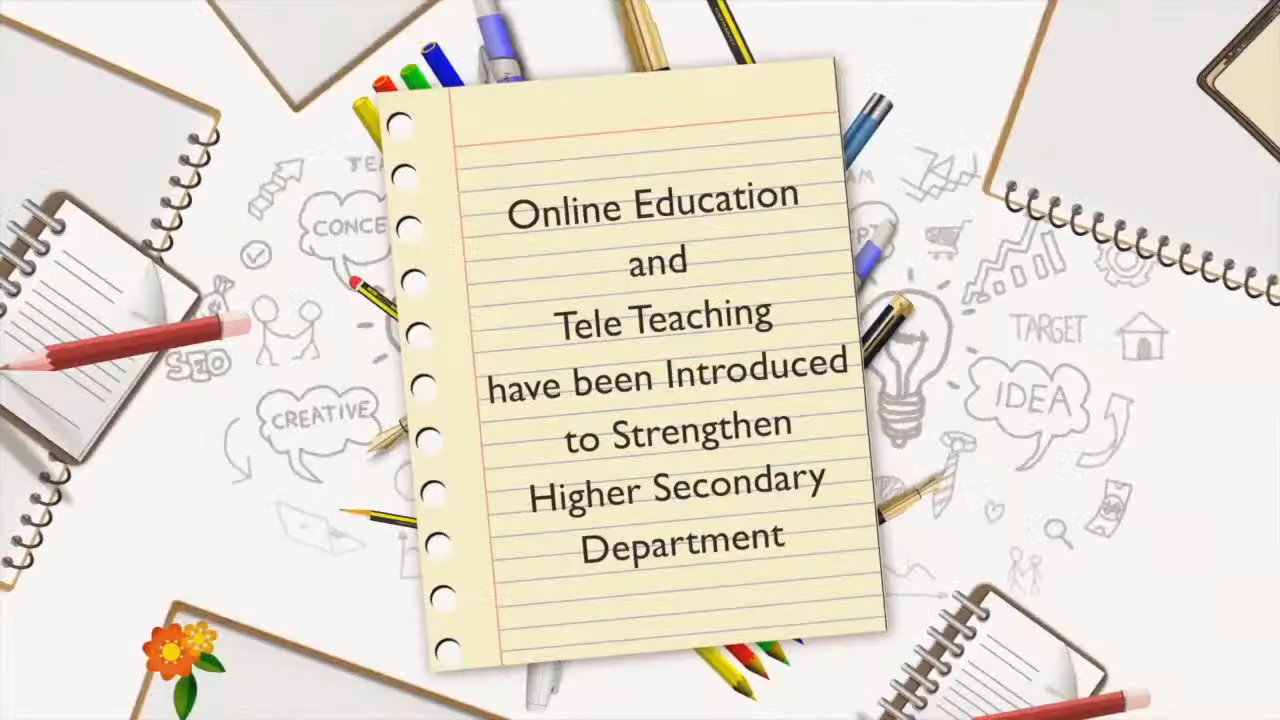 Online Education
and
Tele Teaching
have been Introduced
to Strengthen
Higher Secondary
Department
CONCE
SEO
CREATIVE
TARGET
IDEA